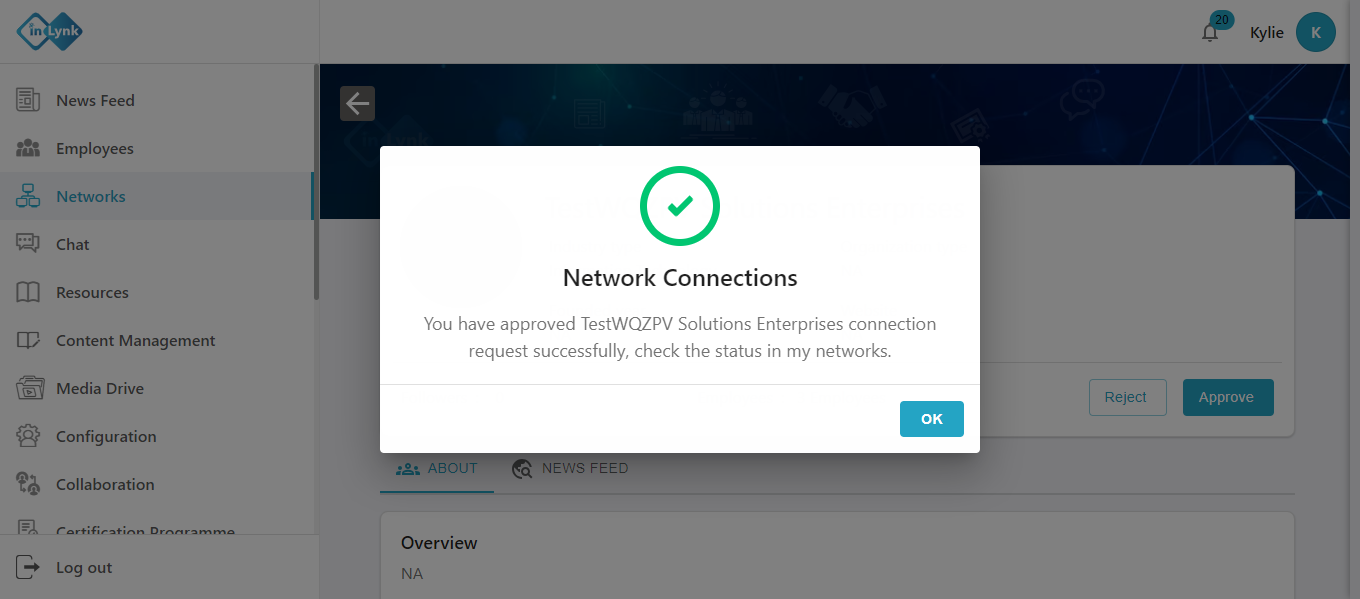 inLynk
20
Kylie
K
News Feed
Employees
Networks
Chat
Resources
Content Management
Media Drive
Configuration
Collaboration
Certification Programme
Log out
Network Connections
You have approved TestWQZPV Solutions Enterprises connection
request successfully, check the status in my networks.
OK
Reject
Approve
ABOUT
NEWS FEED
Overview
NA